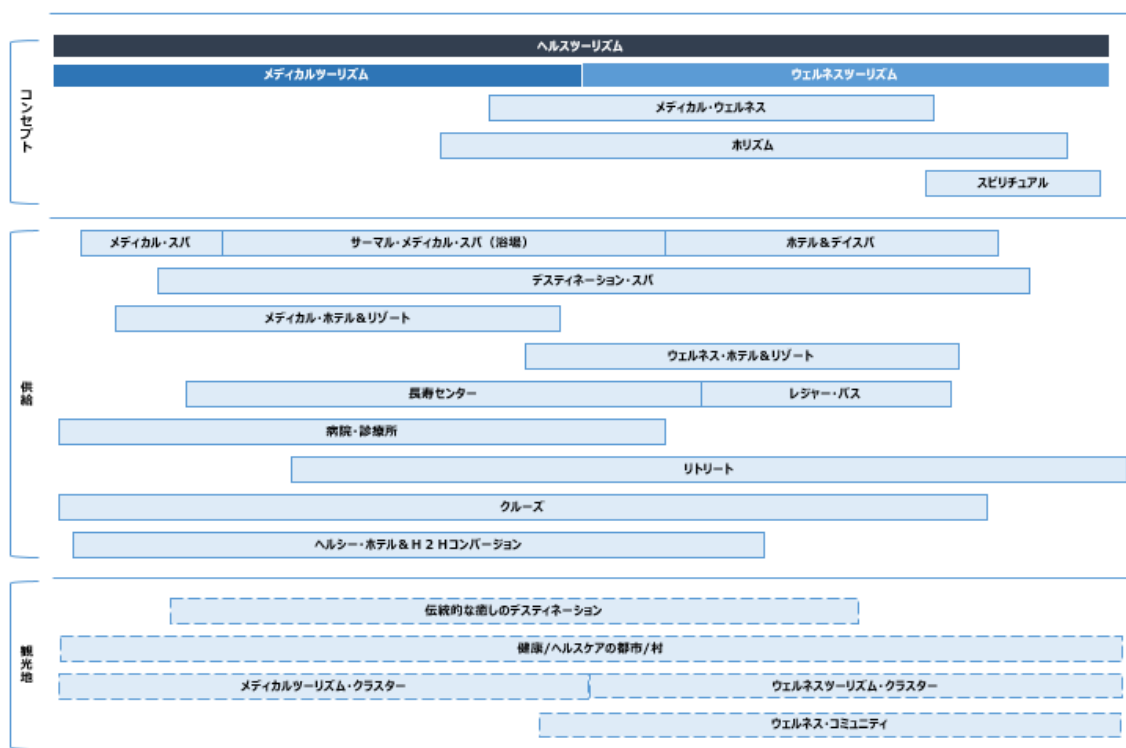 コンセプト
ヘルスツーリズム
メディカルツーリズム
ウェルネスツーリズム
メディカル・ウェルネス
ホリズム
スピリチュアル
供給
メディカル・スパ
サーマル・メディカル・スパ（浴場）
ホテル＆デイスパ
デスティネーション・スパ
メディカル・ホテル＆リゾート
ウェルネス・ホテル＆リゾート
長寿センター
レジャー・バス
病院・診療所
リトリート
クルーズ
ヘルシー・ホテル＆Ｈ２Ｈコンバージョン
観光地
伝統的な癒しのデスティネーション
健康/ヘルスケアの都市/村
メディカルツーリズム・クラスター
ウェルネスツーリズム・クラスター
ウェルネス・コミュニティ